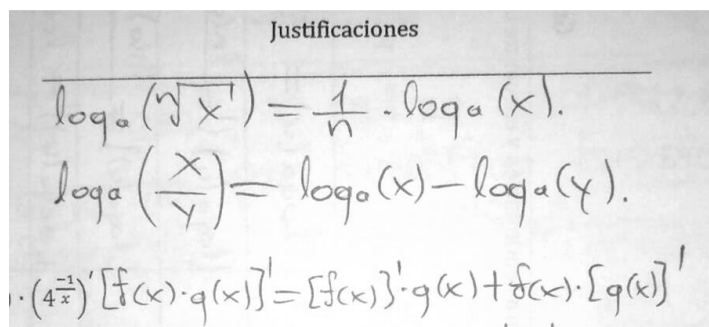 Justificaciones
logₐ(ⁿ√x) = 1/n · logₐ(x).
logₐ(x/y) = logₐ(x) − logₐ(y).
· (4^(−1/x))′ [f(x)·g(x)]′ = [f(x)]′·g(x) + f(x)·[g(x)]′